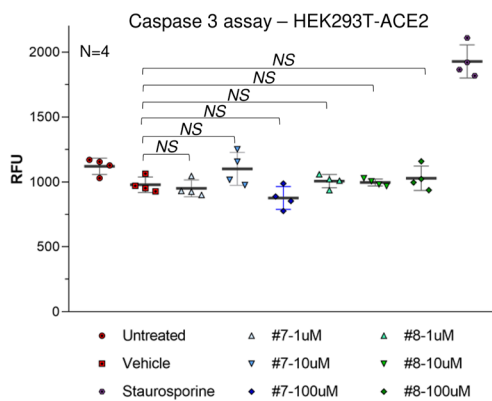 Caspase 3 assay – HEK293T-ACE2
N=4
2000
1500
1000
500
0
RFU
NS
NS
NS
NS
NS
NS
Untreated
#7-1uM
#8-1uM
Vehicle
#7-10uM
#8-10uM
Staurosporine
#7-100uM
#8-100uM